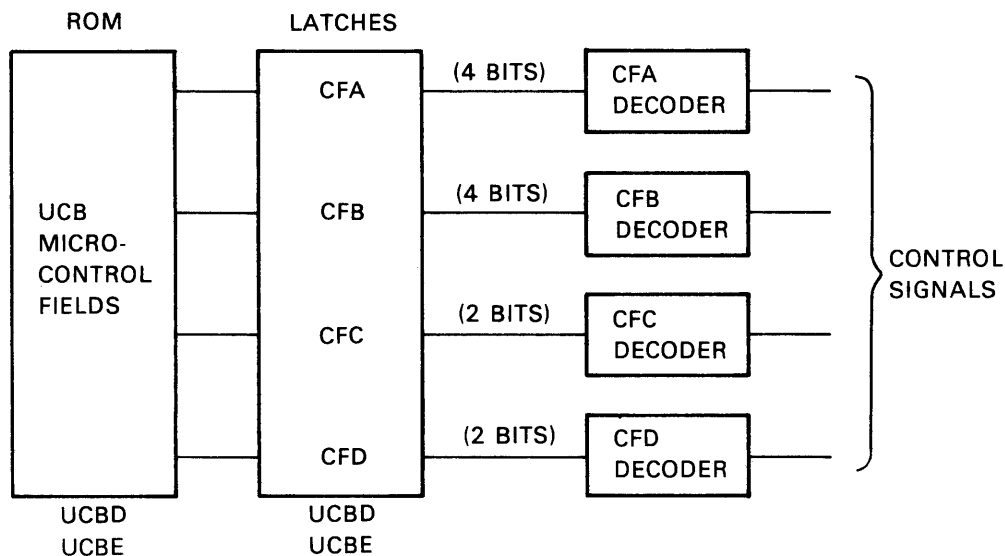 ROM
LATCHES
UCB
MICRO-
CONTROL
FIELDS
CFA
CFB
CFC
CFD
(4 BITS)
(4 BITS)
(2 BITS)
(2 BITS)
CFA
DECODER
CFB
DECODER
CFC
DECODER
CFD
DECODER
CONTROL
SIGNALS
UCBD
UCBE
UCBD
UCBE